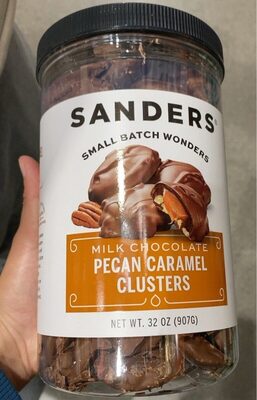 SANDERS
SMALL BATCH WONDERS
MILK CHOCOLATE
PECAN CARAMEL
CLUSTERS
NET WT. 32 OZ (907G)